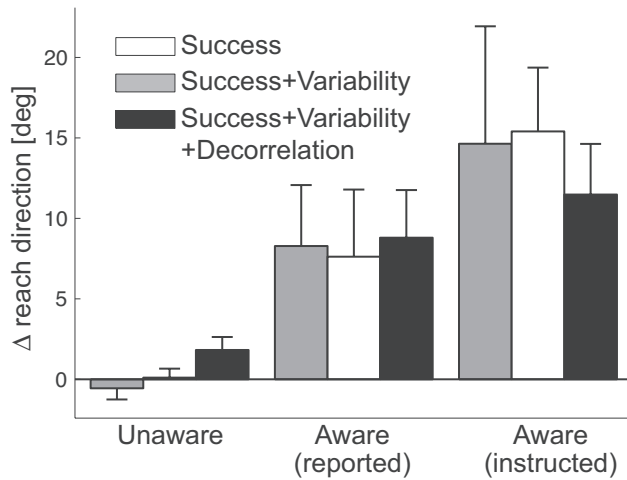 Δ reach direction [deg]
20
15
10
5
0
Success
Success+Variability
Success+Variability
+Decorrelation
Unaware
Aware
(reported)
Aware
(instructed)